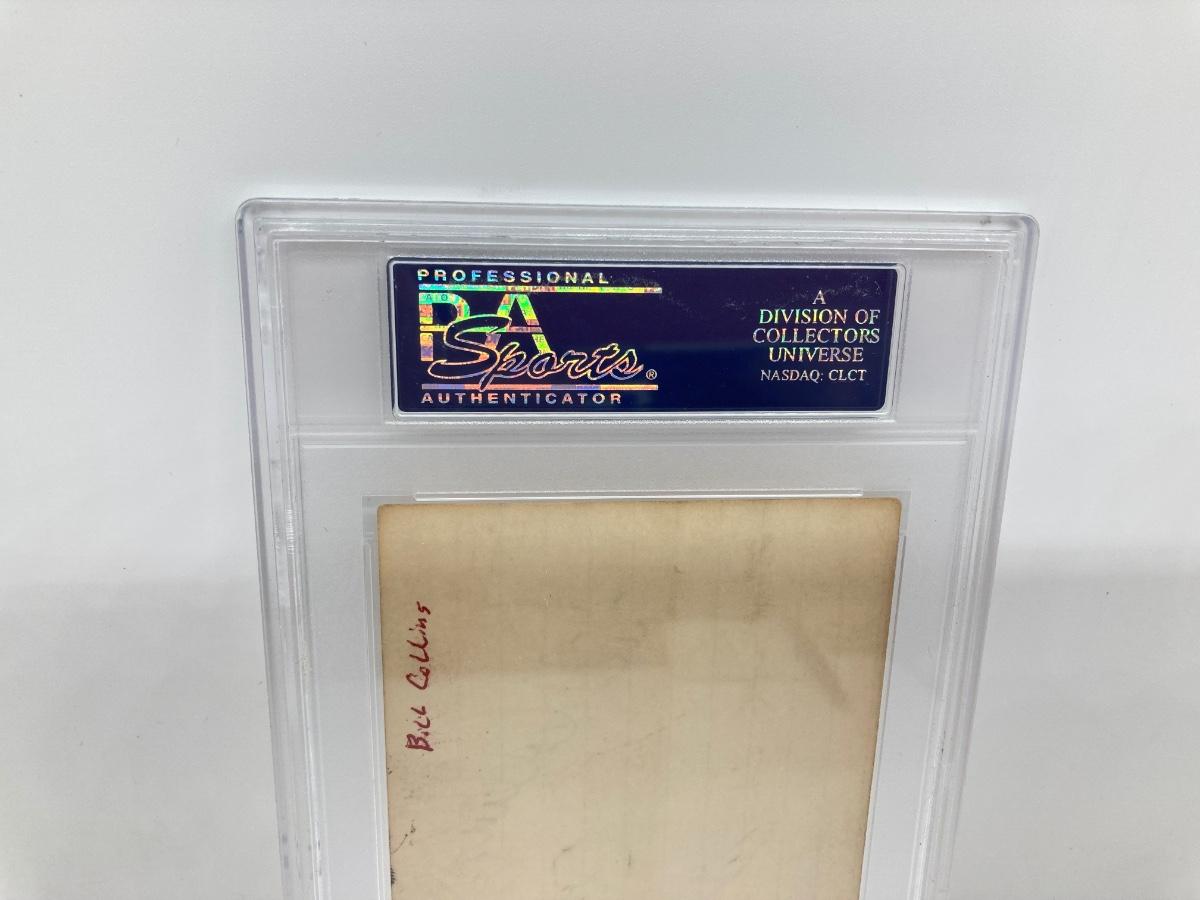 PROFESSIONAL
PSA
Sports®
AUTHENTICATOR
A
DIVISION OF
COLLECTORS
UNIVERSE
NASDAQ: CLCT
Bill Collins